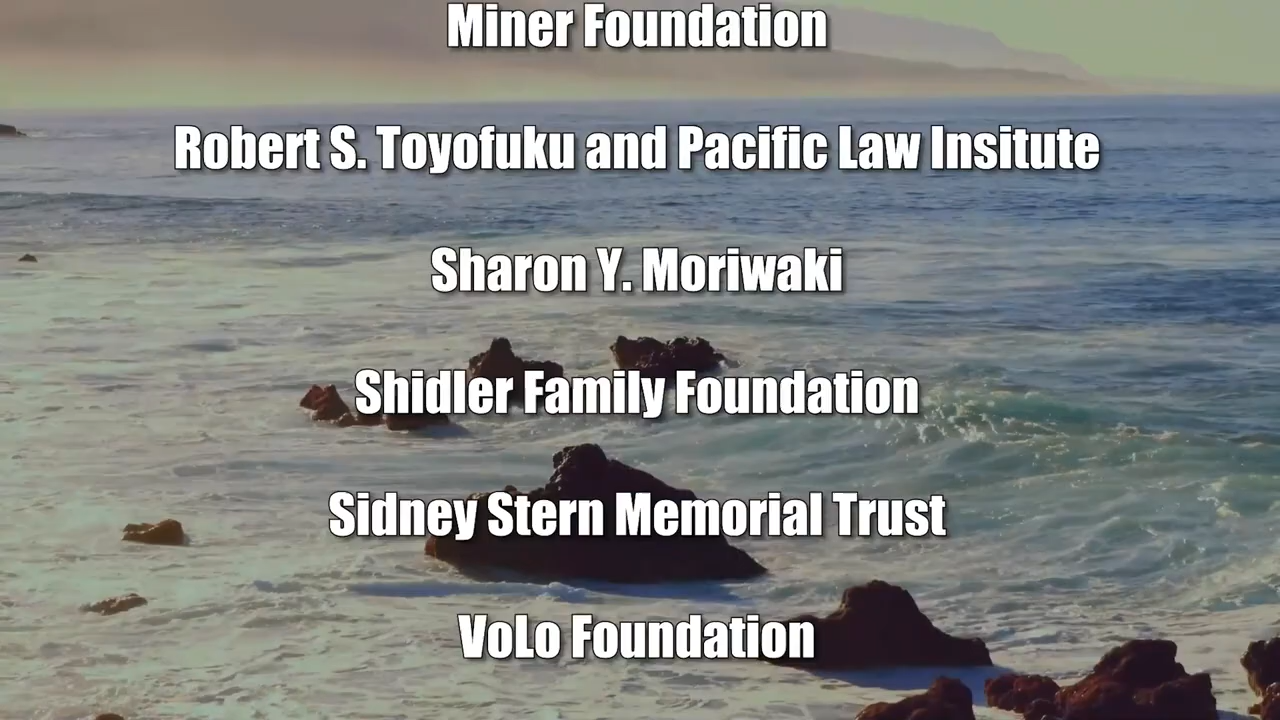 Miner Foundation
Robert S. Toyofuku and Pacific Law Insitute
Sharon Y. Moriwaki
Shidler Family Foundation
Sidney Stern Memorial Trust
VoLo Foundation